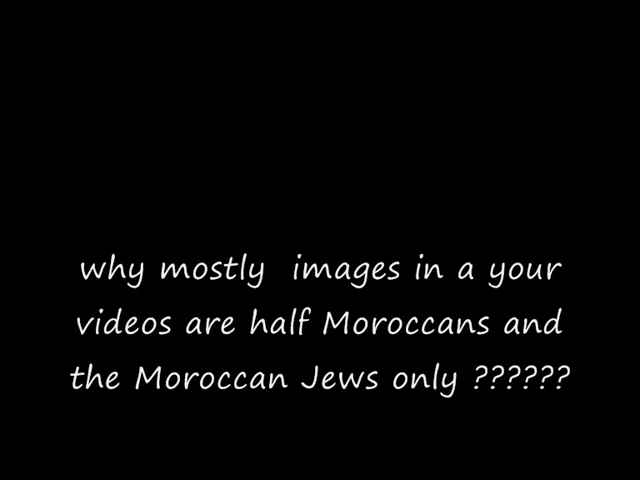 why mostly  images in a your
videos are half Moroccans and
the Moroccan Jews only ??????